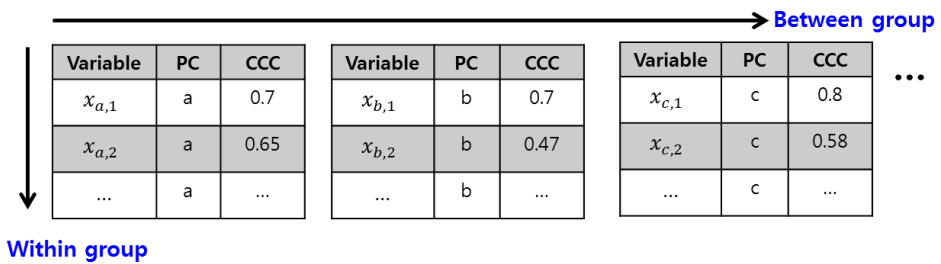 Between group
Variable PC CCC
x_{a,1} a 0.7
x_{a,2} a 0.65
... a ...
Variable PC CCC
x_{b,1} b 0.7
x_{b,2} b 0.47
... b ...
Variable PC CCC
x_{c,1} c 0.8
x_{c,2} c 0.58
... c ...
...
Within group